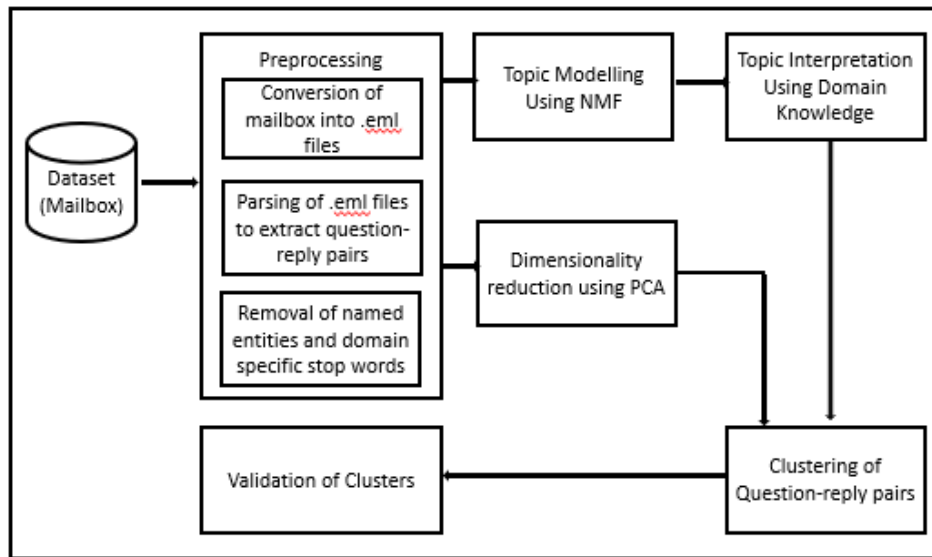 Dataset
(Mailbox)
Preprocessing
Conversion of
mailbox into .eml
files
Parsing of .eml files
to extract question-
reply pairs
Removal of named
entities and domain
specific stop words
Topic Modelling
Using NMF
Topic Interpretation
Using Domain
Knowledge
Dimensionality
reduction using PCA
Clustering of
Question-reply pairs
Validation of Clusters